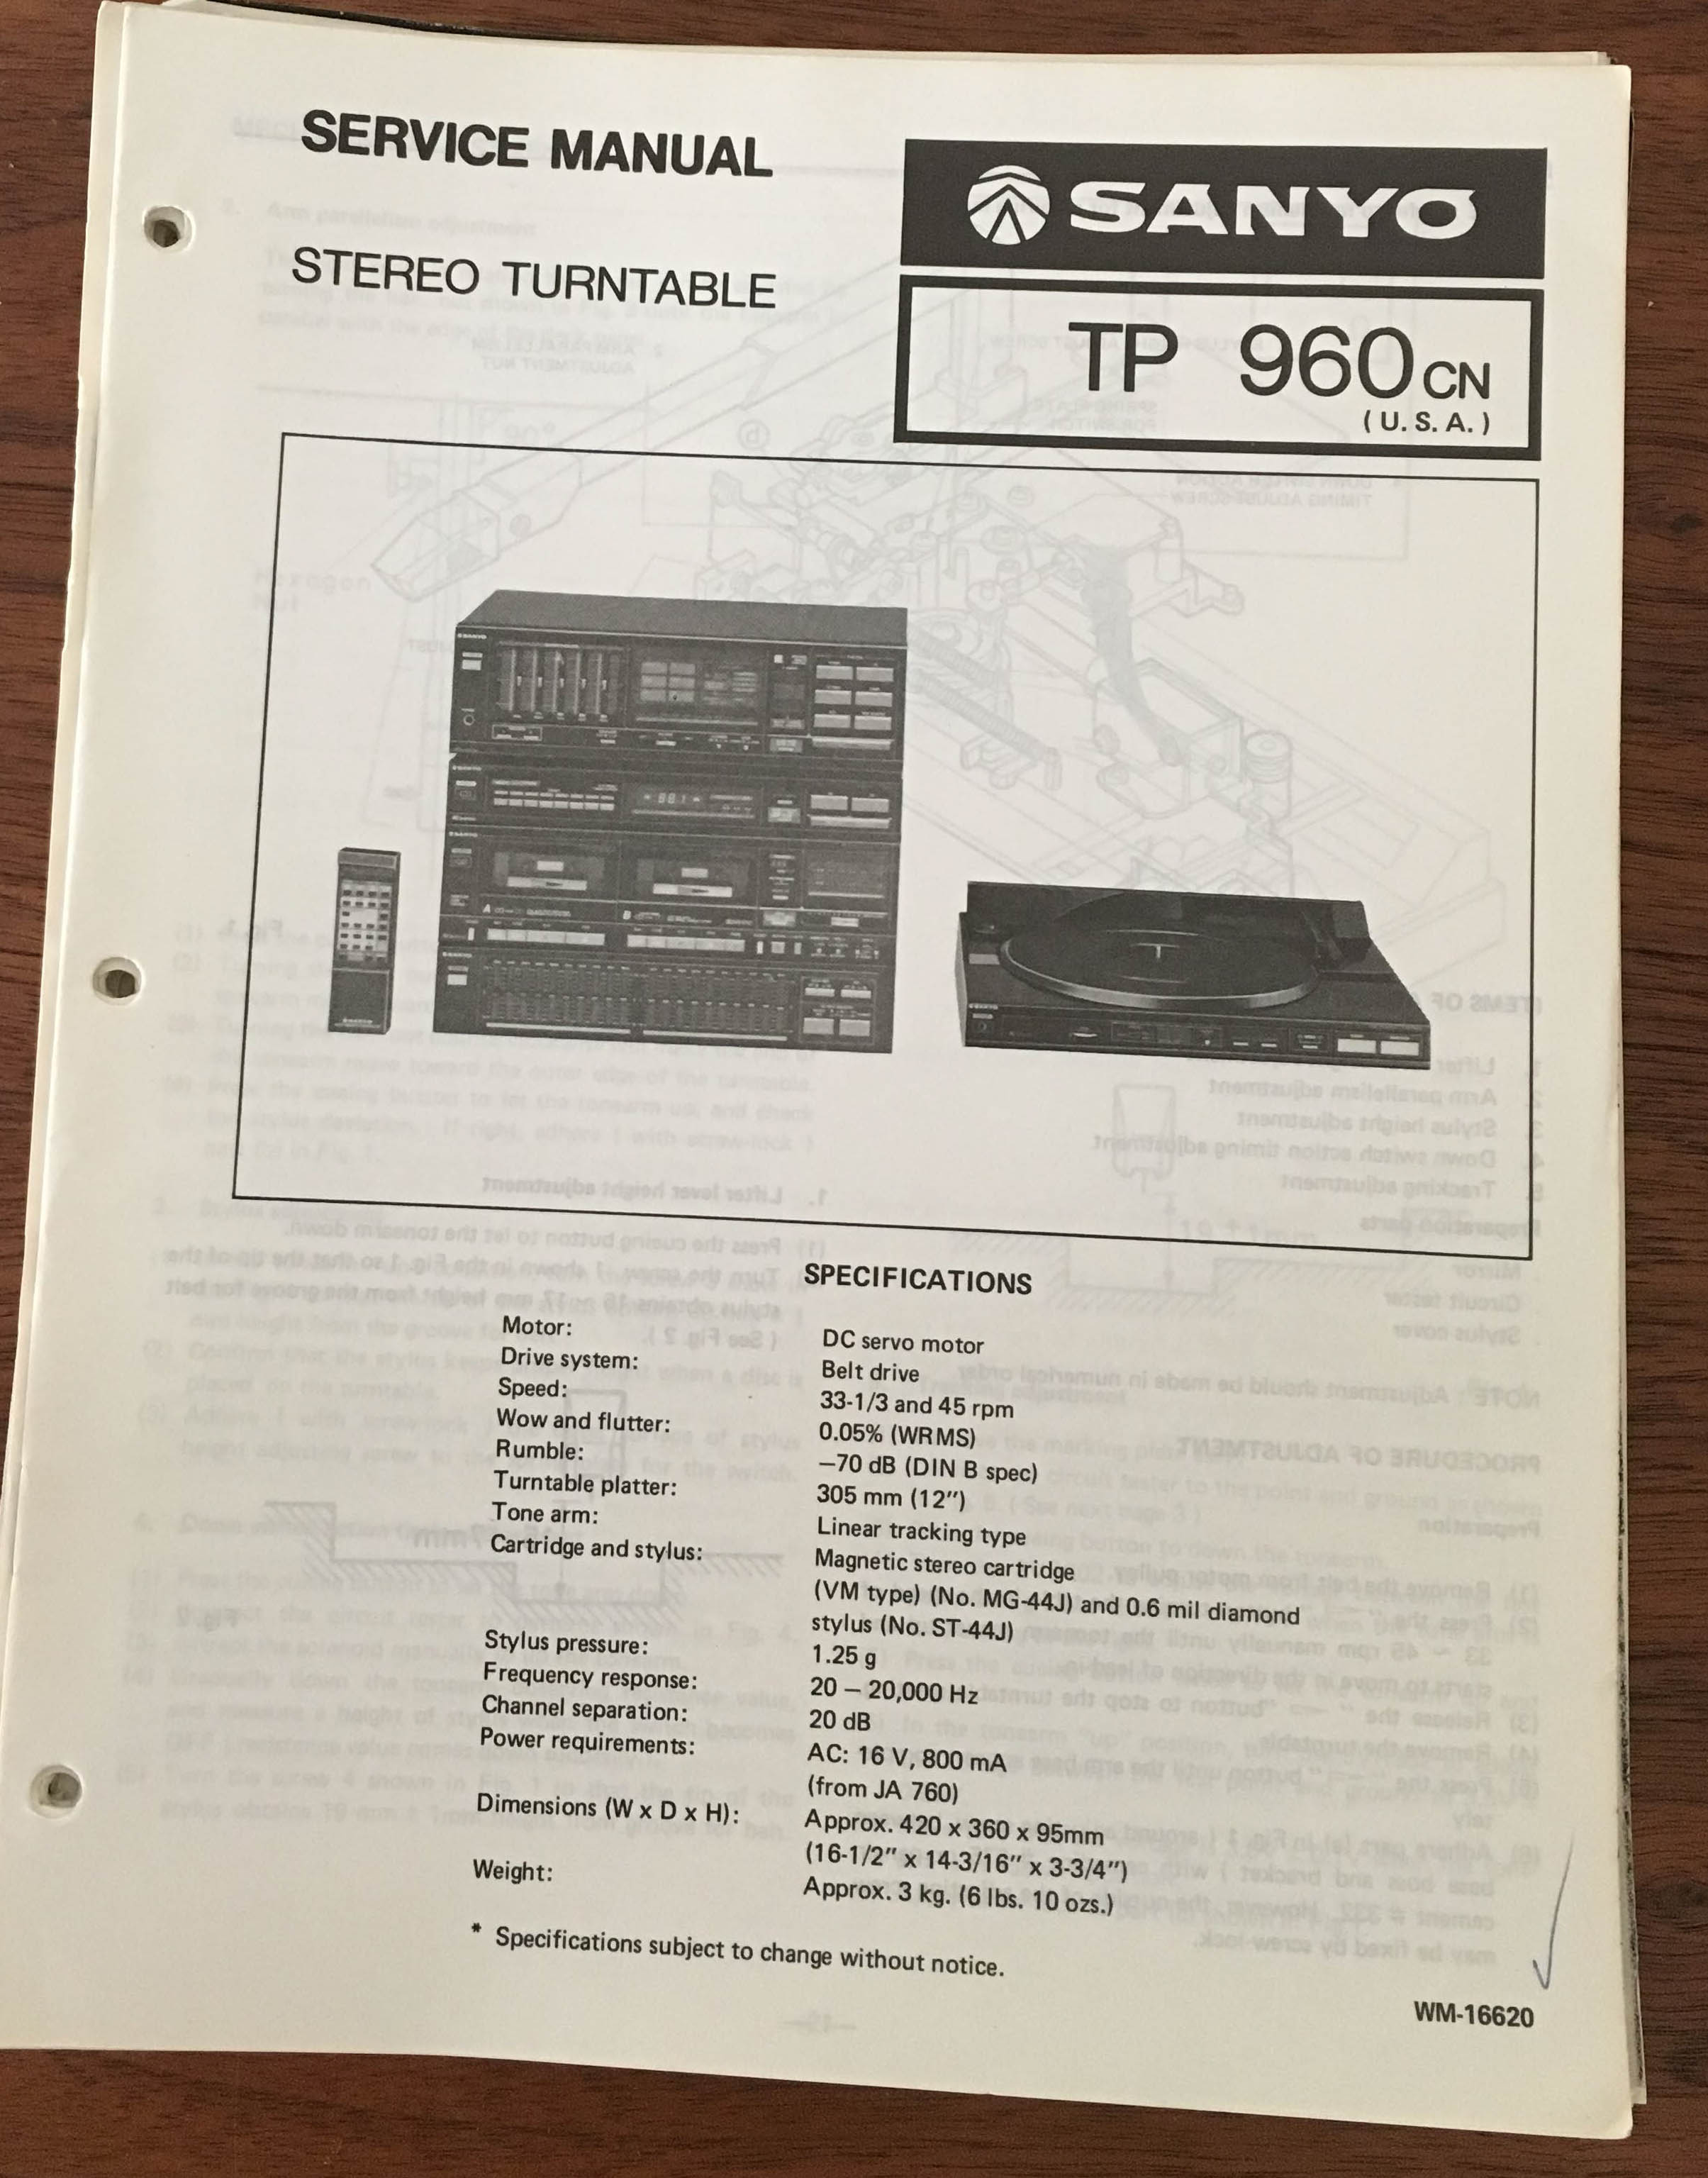 SERVICE MANUAL
SANYO
STEREO TURNTABLE
TP 960CN
(U.S.A.)
SANYO
88.1
A
B
SPECIFICATIONS
Motor: DC servo motor
Drive system: Belt drive
Speed: 33-1/3 and 45 rpm
Wow and flutter: 0.05% (WRMS)
Rumble: –70 dB (DIN B spec)
Turntable platter: 305 mm (12")
Tone arm: Linear tracking type
Cartridge and stylus: Magnetic stereo cartridge
(VM type) (No. MG-44J) and 0.6 mil diamond
stylus (No. ST-44J)
Stylus pressure: 1.25 g
Frequency response: 20 – 20,000 Hz
Channel separation: 20 dB
Power requirements: AC: 16 V, 800 mA
(from JA 760)
Dimensions (W x D x H): Approx. 420 x 360 x 95mm
(16-1/2" x 14-3/16" x 3-3/4")
Weight: Approx. 3 kg. (6 lbs. 10 ozs.)
* Specifications subject to change without notice.
WM-16620